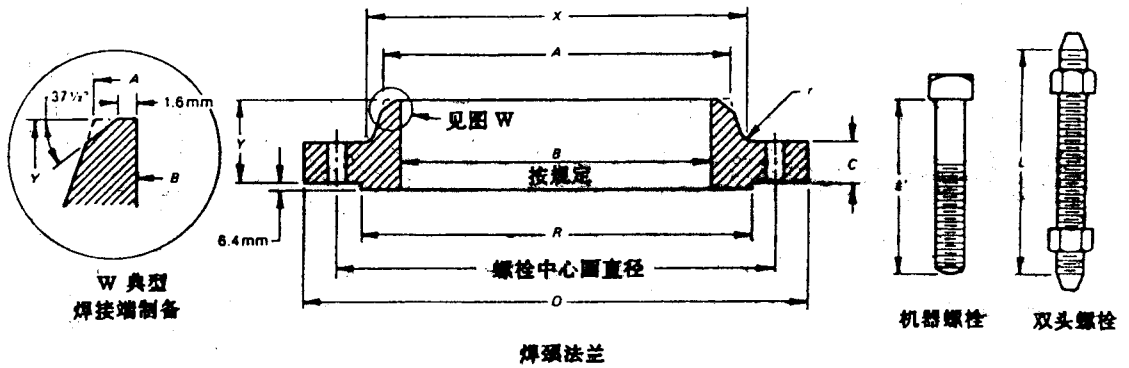 X
A
37½°
A
1.6mm
r
见图 W
Y
Y
B
B
按规定
C
L
6.4mm
R
螺栓中心圆直径
O
W 典型
焊接端制备
机器螺栓
双头螺栓
焊颈法兰